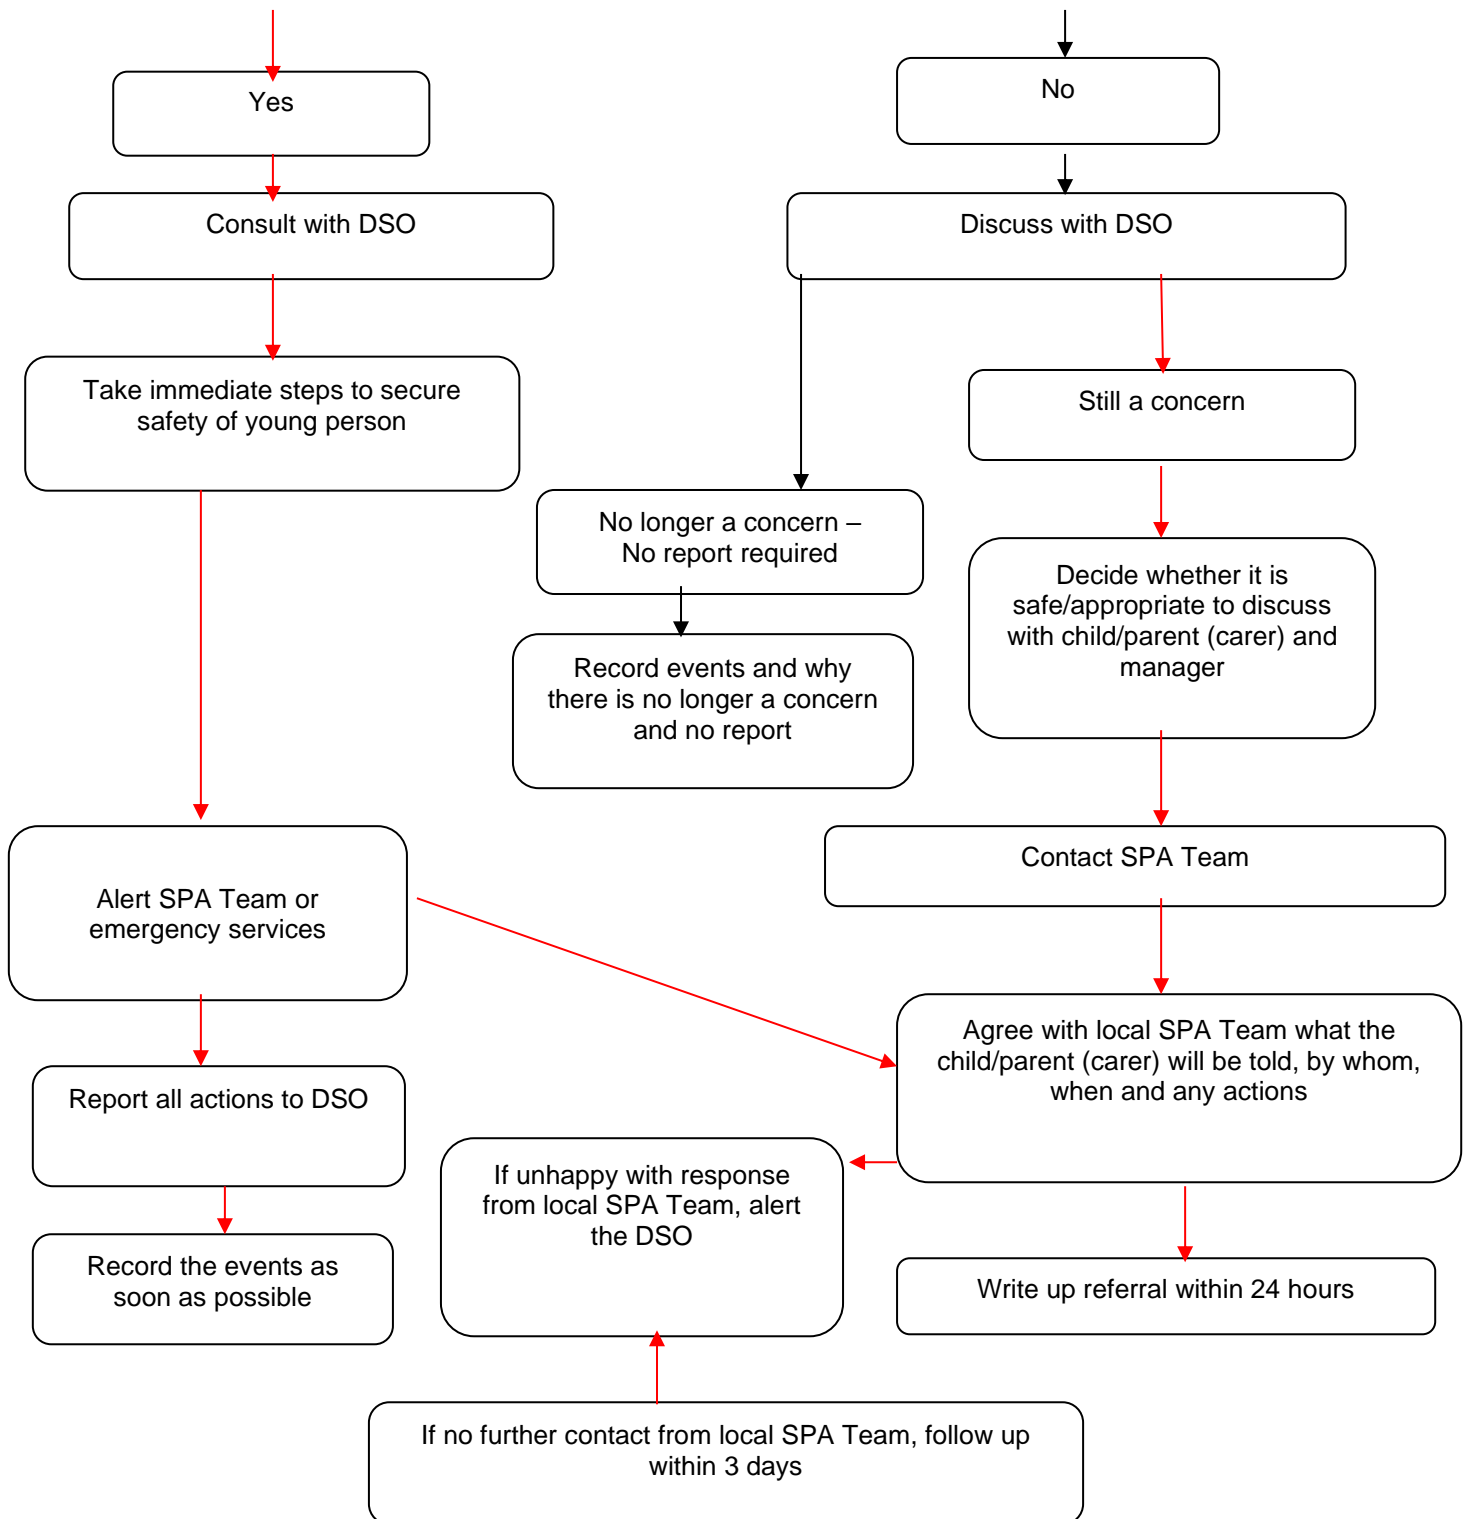 Yes
No
Consult with DSO
Discuss with DSO
Take immediate steps to secure
safety of young person
Still a concern
No longer a concern –
No report required
Decide whether it is
safe/appropriate to discuss
with child/parent (carer) and
manager
Record events and why
there is no longer a concern
and no report
Contact SPA Team
Alert SPA Team or
emergency services
Agree with local SPA Team what the
child/parent (carer) will be told, by whom,
when and any actions
Report all actions to DSO
If unhappy with response
from local SPA Team, alert
the DSO
Record the events as
soon as possible
Write up referral within 24 hours
If no further contact from local SPA Team, follow up
within 3 days